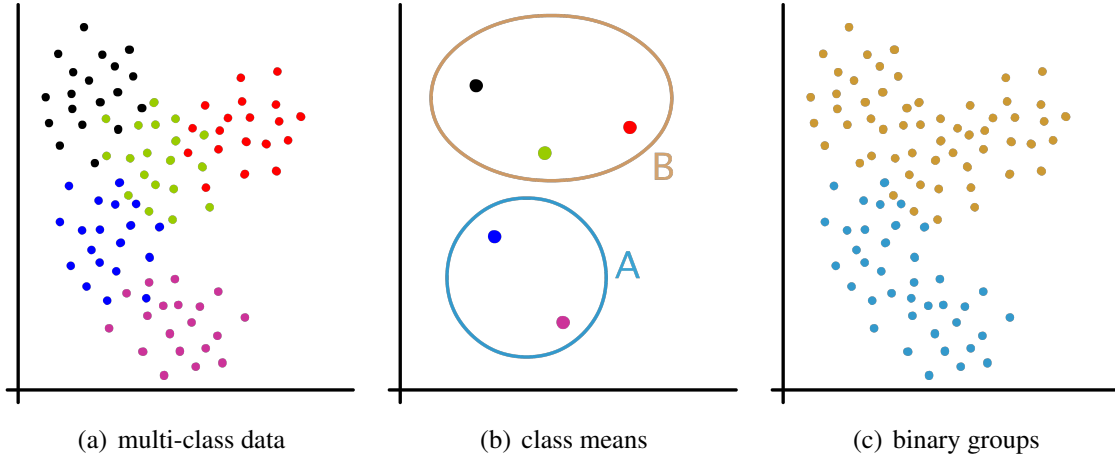 B
A
(a) multi-class data
(b) class means
(c) binary groups